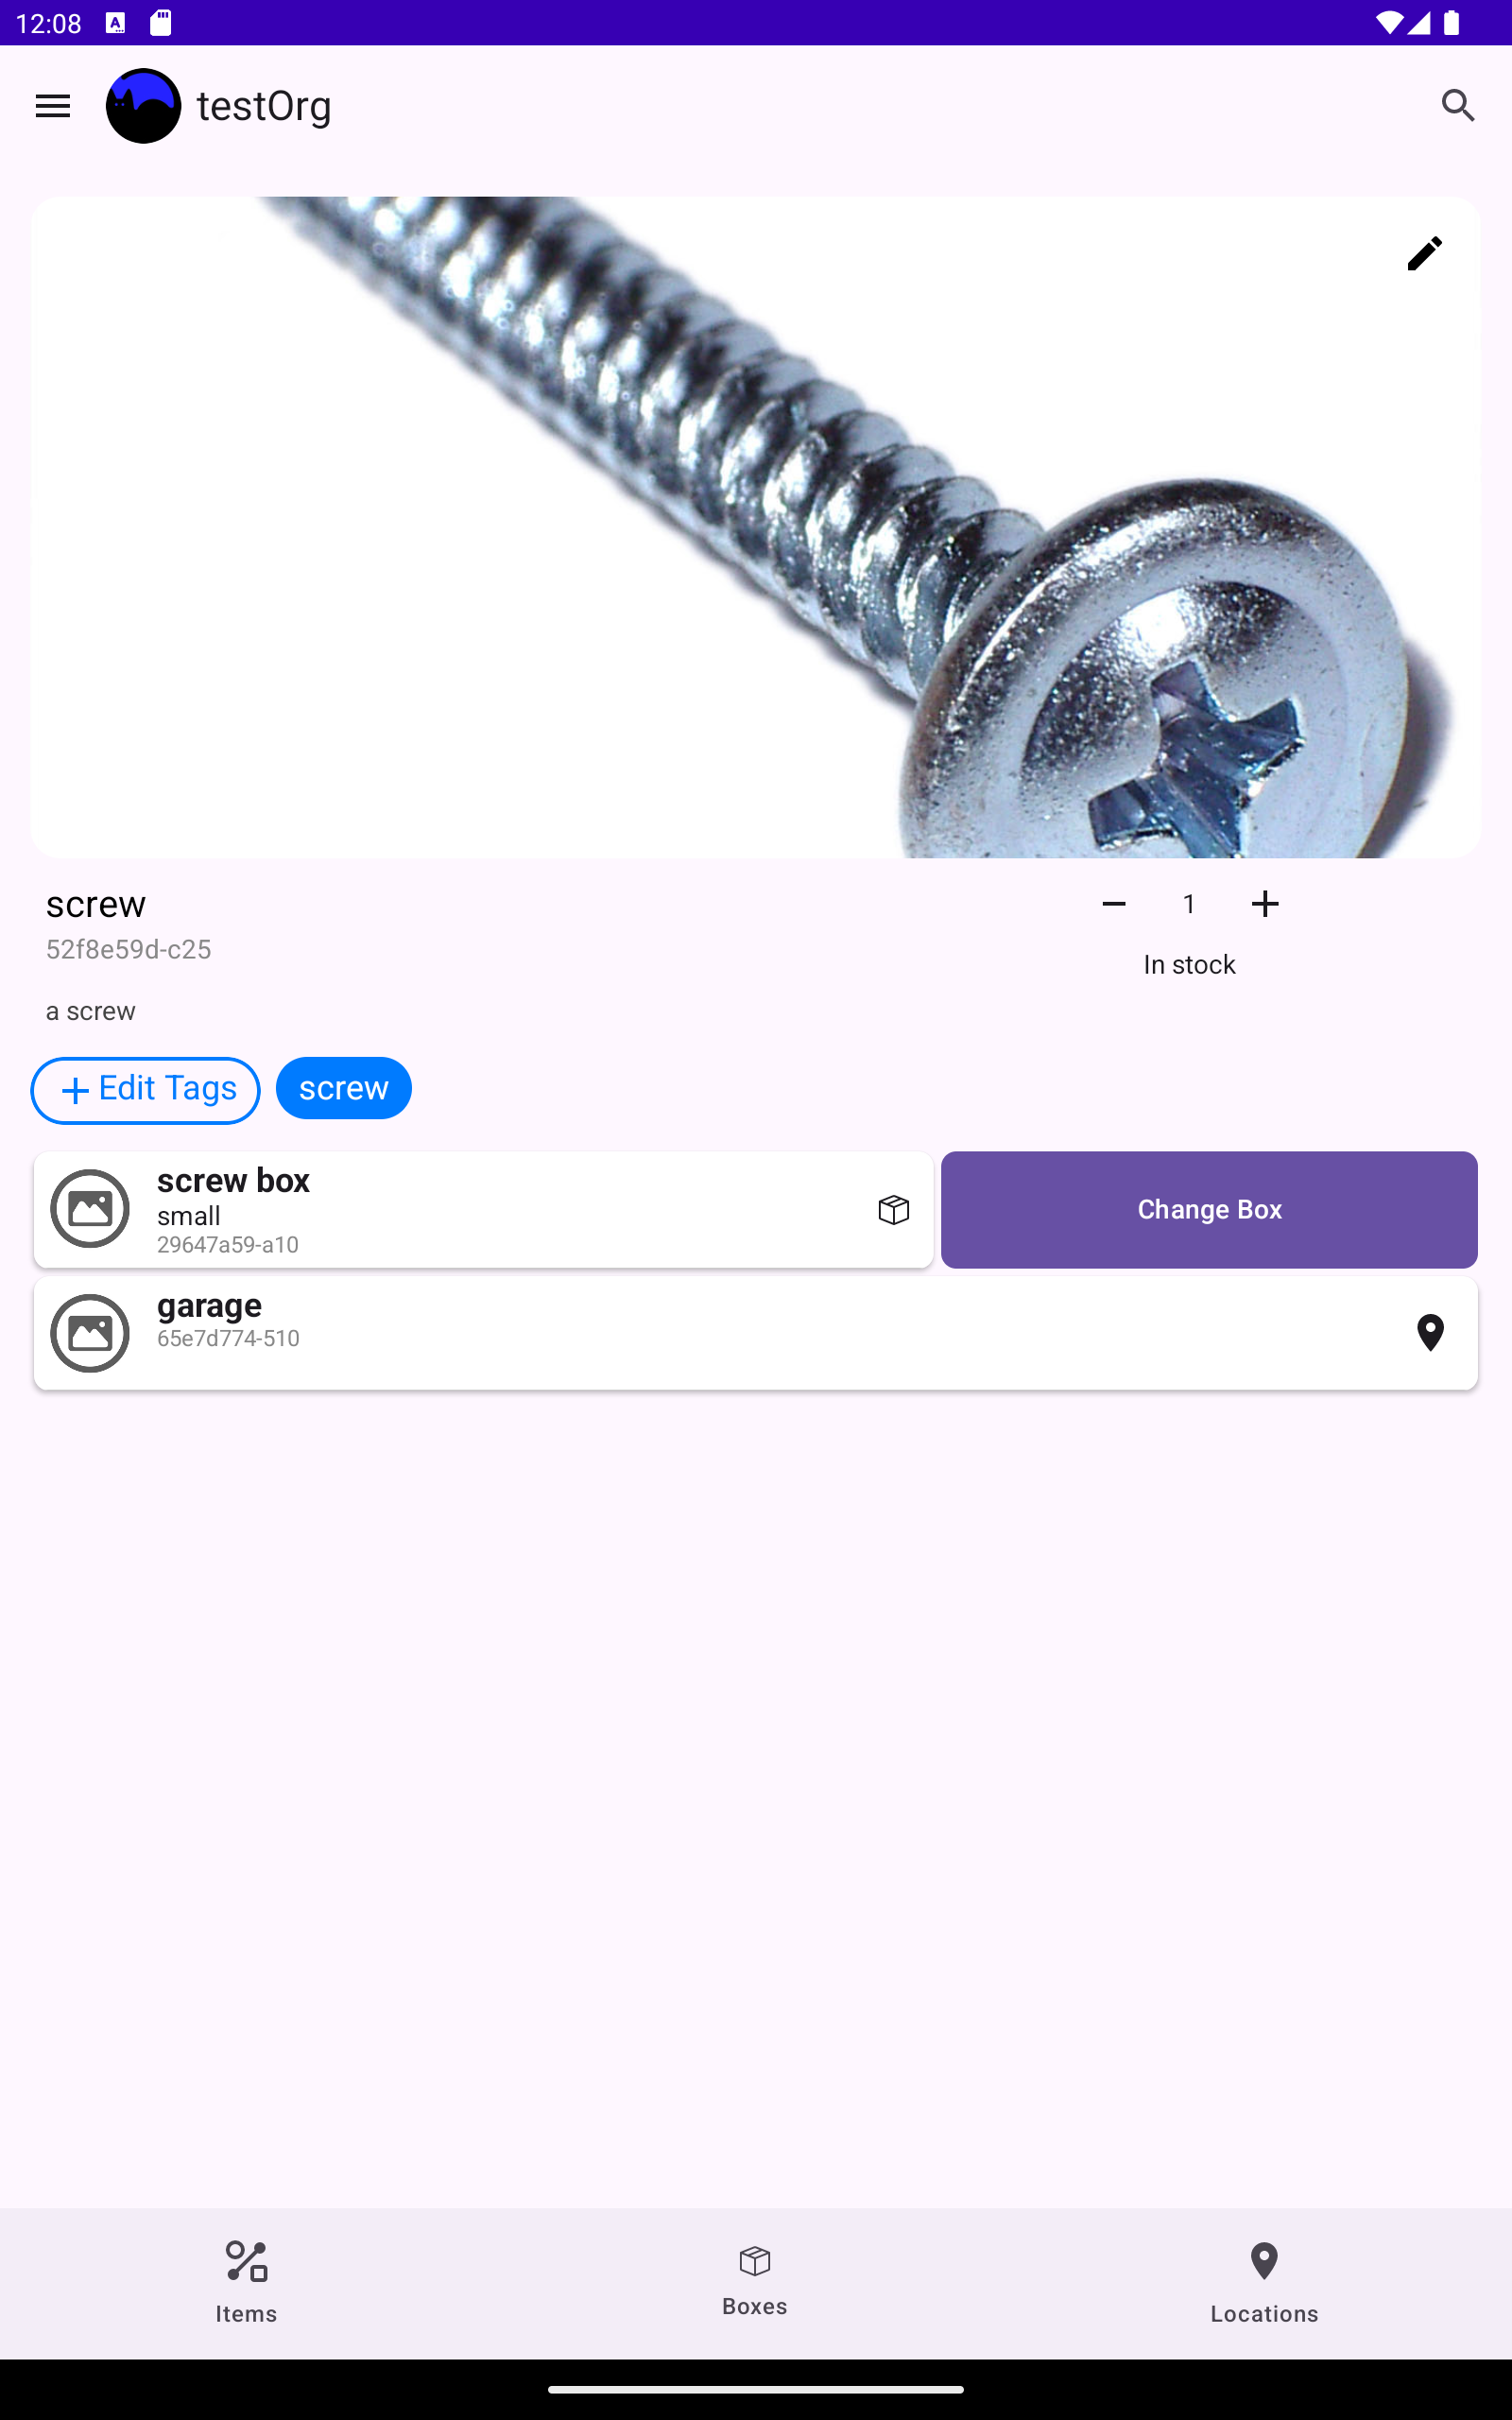 12:08
testOrg
screw
1
52f8e59d-c25
In stock
a screw
Edit Tags
screw
screw box
small
29647a59-a10
Change Box
garage
65e7d774-510
Items
Boxes
Locations